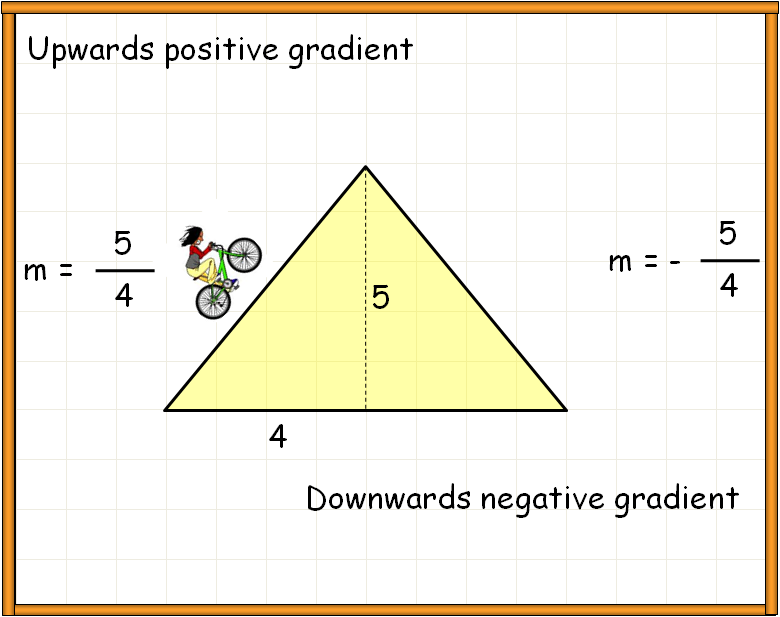 Upwards positive gradient
m = 5/4
5
m = - 5/4
4
Downwards negative gradient